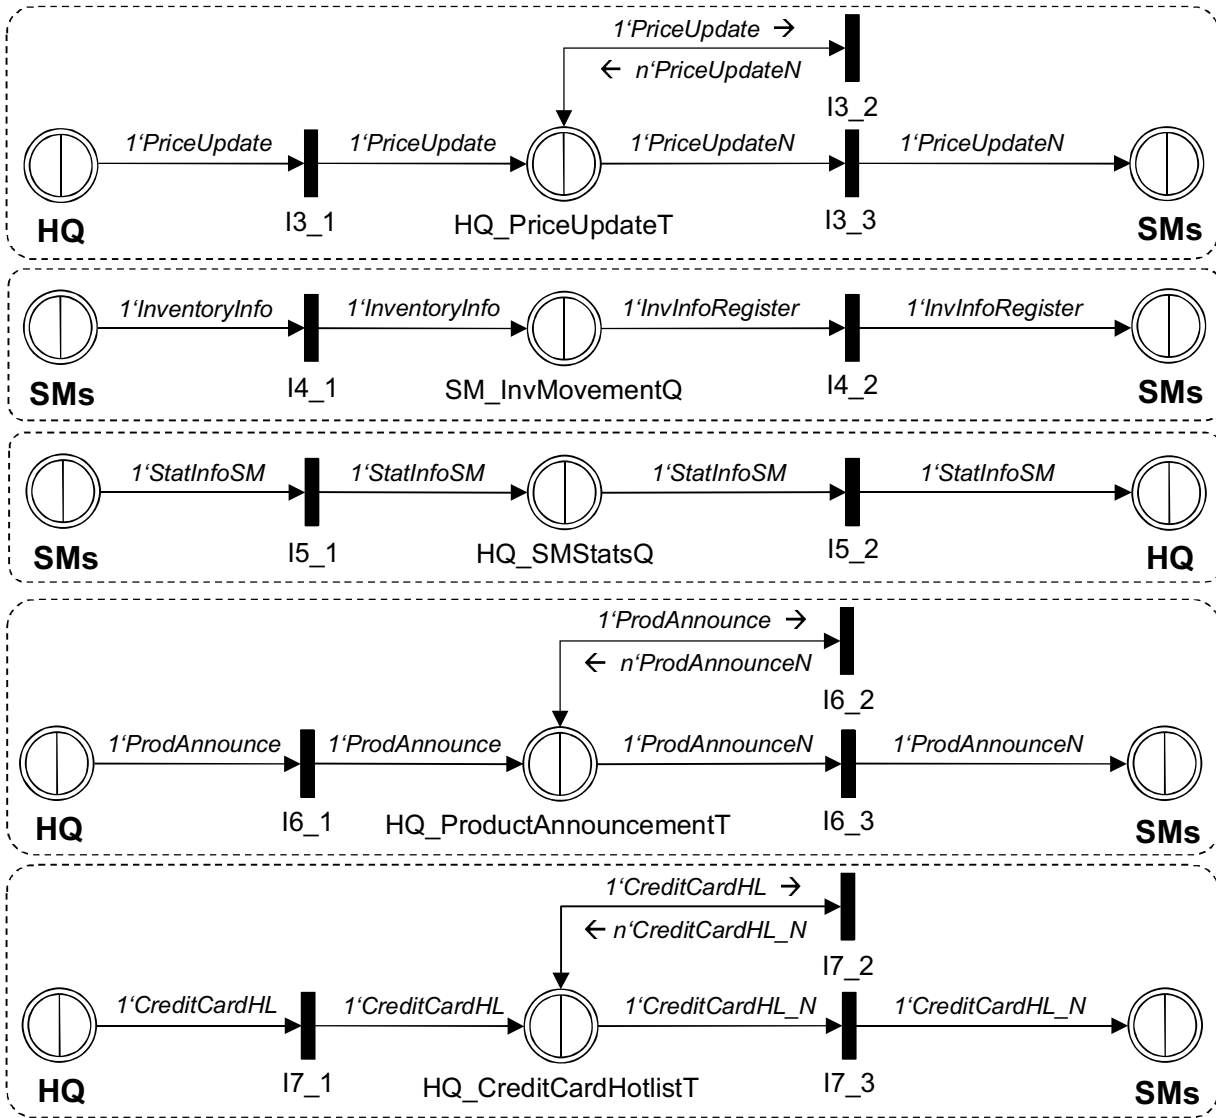 1‘PriceUpdate →
← n‘PriceUpdateN
I3_2
1‘PriceUpdate 1‘PriceUpdate 1‘PriceUpdateN 1‘PriceUpdateN
HQ I3_1 HQ_PriceUpdateT I3_3 SMs
1‘InventoryInfo 1‘InventoryInfo 1‘InvInfoRegister 1‘InvInfoRegister
SMs I4_1 SM_InvMovementQ I4_2 SMs
1‘StatInfoSM 1‘StatInfoSM 1‘StatInfoSM 1‘StatInfoSM
SMs I5_1 HQ_SMStatsQ I5_2 HQ
1‘ProdAnnounce →
← n‘ProdAnnounceN
I6_2
1‘ProdAnnounce 1‘ProdAnnounce 1‘ProdAnnounceN 1‘ProdAnnounceN
HQ I6_1 HQ_ProductAnnouncementT I6_3 SMs
1‘CreditCardHL →
← n‘CreditCardHL_N
I7_2
1‘CreditCardHL 1‘CreditCardHL 1‘CreditCardHL_N 1‘CreditCardHL_N
HQ I7_1 HQ_CreditCardHotlistT I7_3 SMs